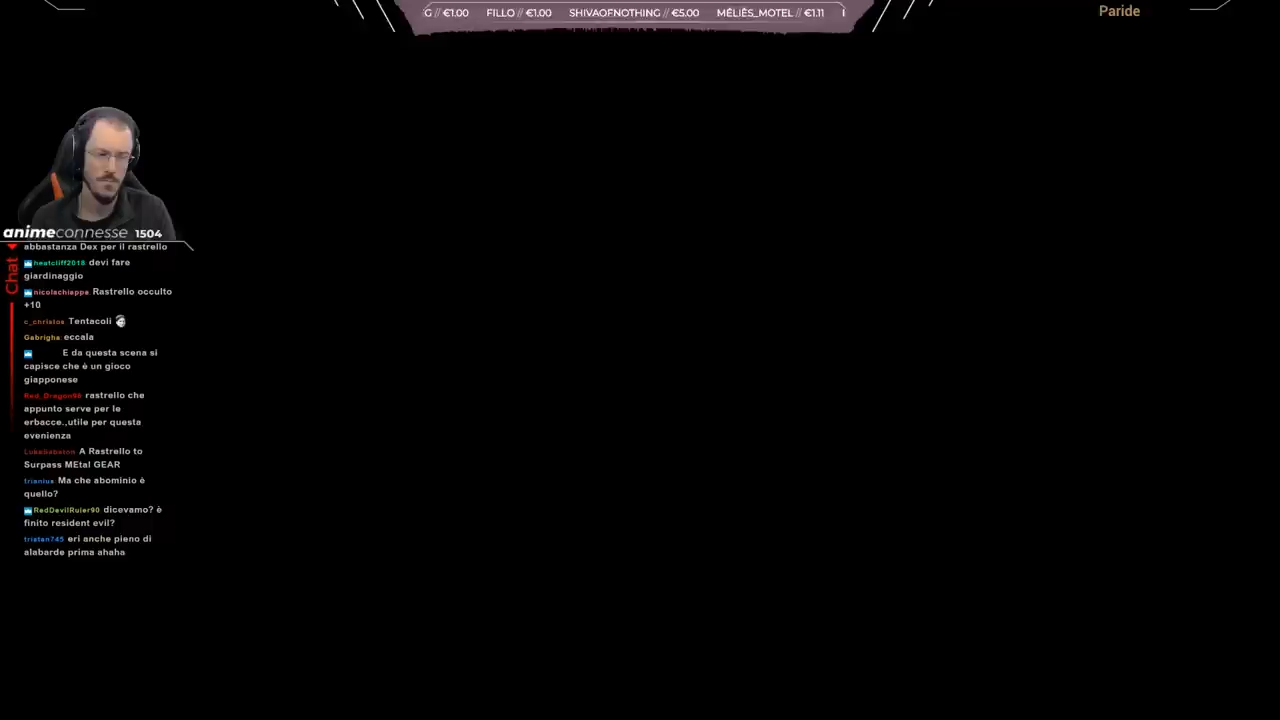 G // €1.00 FILLO // €1.00 SHIVAOFNOTHING // €5.00 MÉLIÈS_MOTEL // €1.11
Paride
animeconnesse 1504
Chat
abbastanza Dex per il rastrello
heatcliff2018 devi fare
giardinaggio
nicolachiappa Rastrello occulto
+10
c_christos Tentacoli
Gabrigha eccala
E da questa scena si
capisce che è un gioco
giapponese
Red_Dragon96 rastrello che
appunto serve per le
erbacce.,utile per questa
evenienza
LukeSabaton A Rastrello to
Surpass MEtal GEAR
trianius Ma che abominio è
quello?
RedDevilRuler90 dicevamo? è
finito resident evil?
tristan745 eri anche pieno di
alabarde prima ahaha